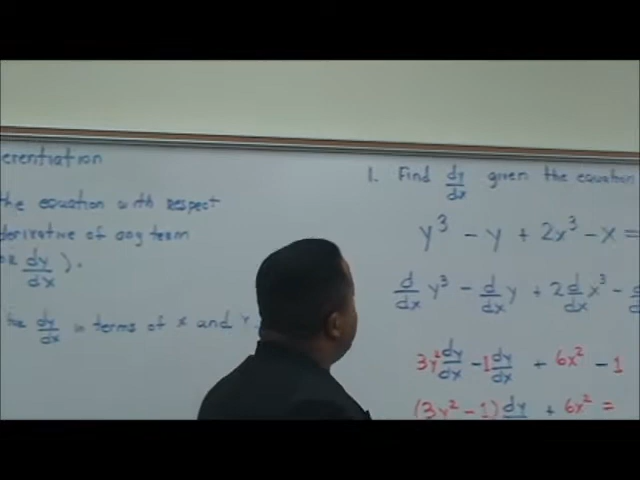 erentiation
the equation with respect
derivative of any term
or dy/dx ).
the dy/dx in terms of x and y.
1. Find dy/dx given the equation
y³ - y + 2x³ - x =
d/dx y³ - d/dx y + 2 d/dx x³ - d
3y² dy/dx - 1 dy/dx + 6x² - 1
(3y² - 1) dy + 6x² =